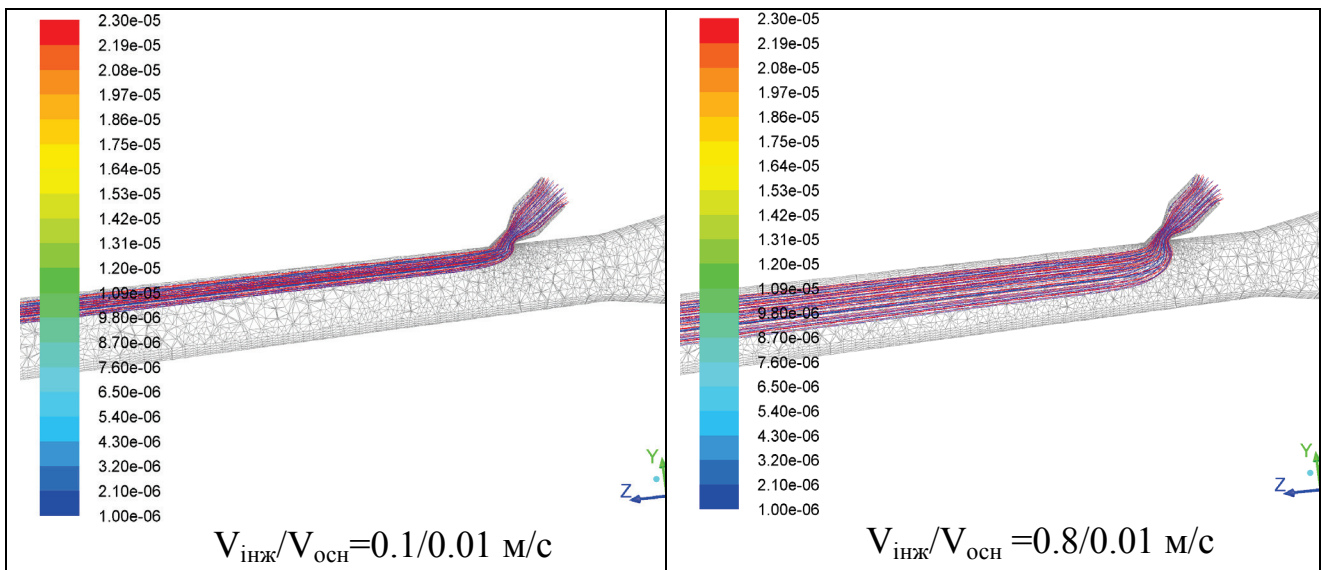 2.30e-05
2.19e-05
2.08e-05
1.97e-05
1.86e-05
1.75e-05
1.64e-05
1.53e-05
1.42e-05
1.31e-05
1.20e-05
1.09e-05
9.80e-06
8.70e-06
7.60e-06
6.50e-06
5.40e-06
4.30e-06
3.20e-06
2.10e-06
1.00e-06
Y
Z
Vінж/Vосн=0.1/0.01 м/с
2.30e-05
2.19e-05
2.08e-05
1.97e-05
1.86e-05
1.75e-05
1.64e-05
1.53e-05
1.42e-05
1.31e-05
1.20e-05
1.09e-05
9.80e-06
8.70e-06
7.60e-06
6.50e-06
5.40e-06
4.30e-06
3.20e-06
2.10e-06
1.00e-06
Y
Z
Vінж/Vосн =0.8/0.01 м/с